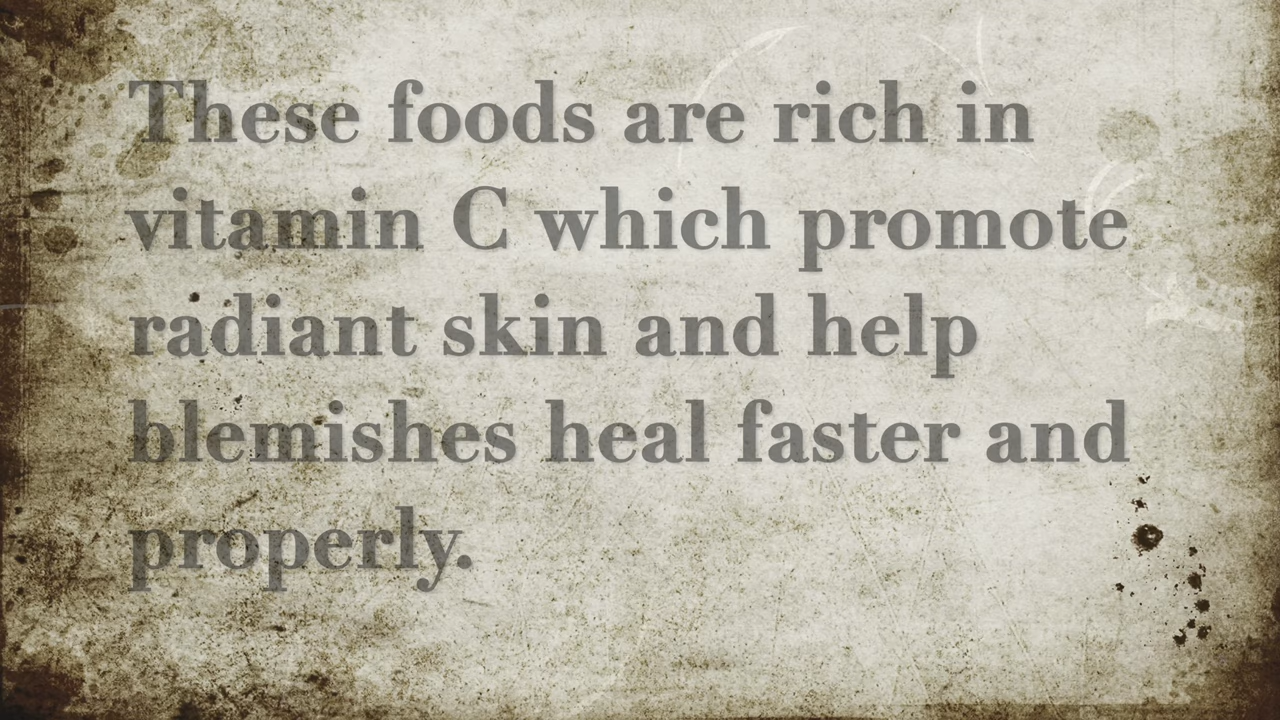 These foods are rich in
vitamin C which promote
radiant skin and help
blemishes heal faster and
properly.